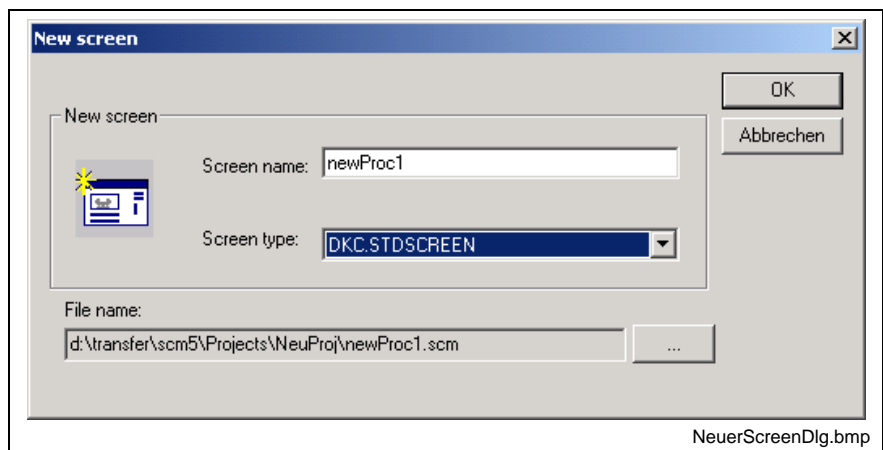 New screen
OK
New screen
Abbrechen
Screen name: newProc1
Screen type: DKC.STDSCREEN
File name:
d:\transfer\scm5\Projects\NeuProj\newProc1.scm ...
NeuerScreenDlg.bmp